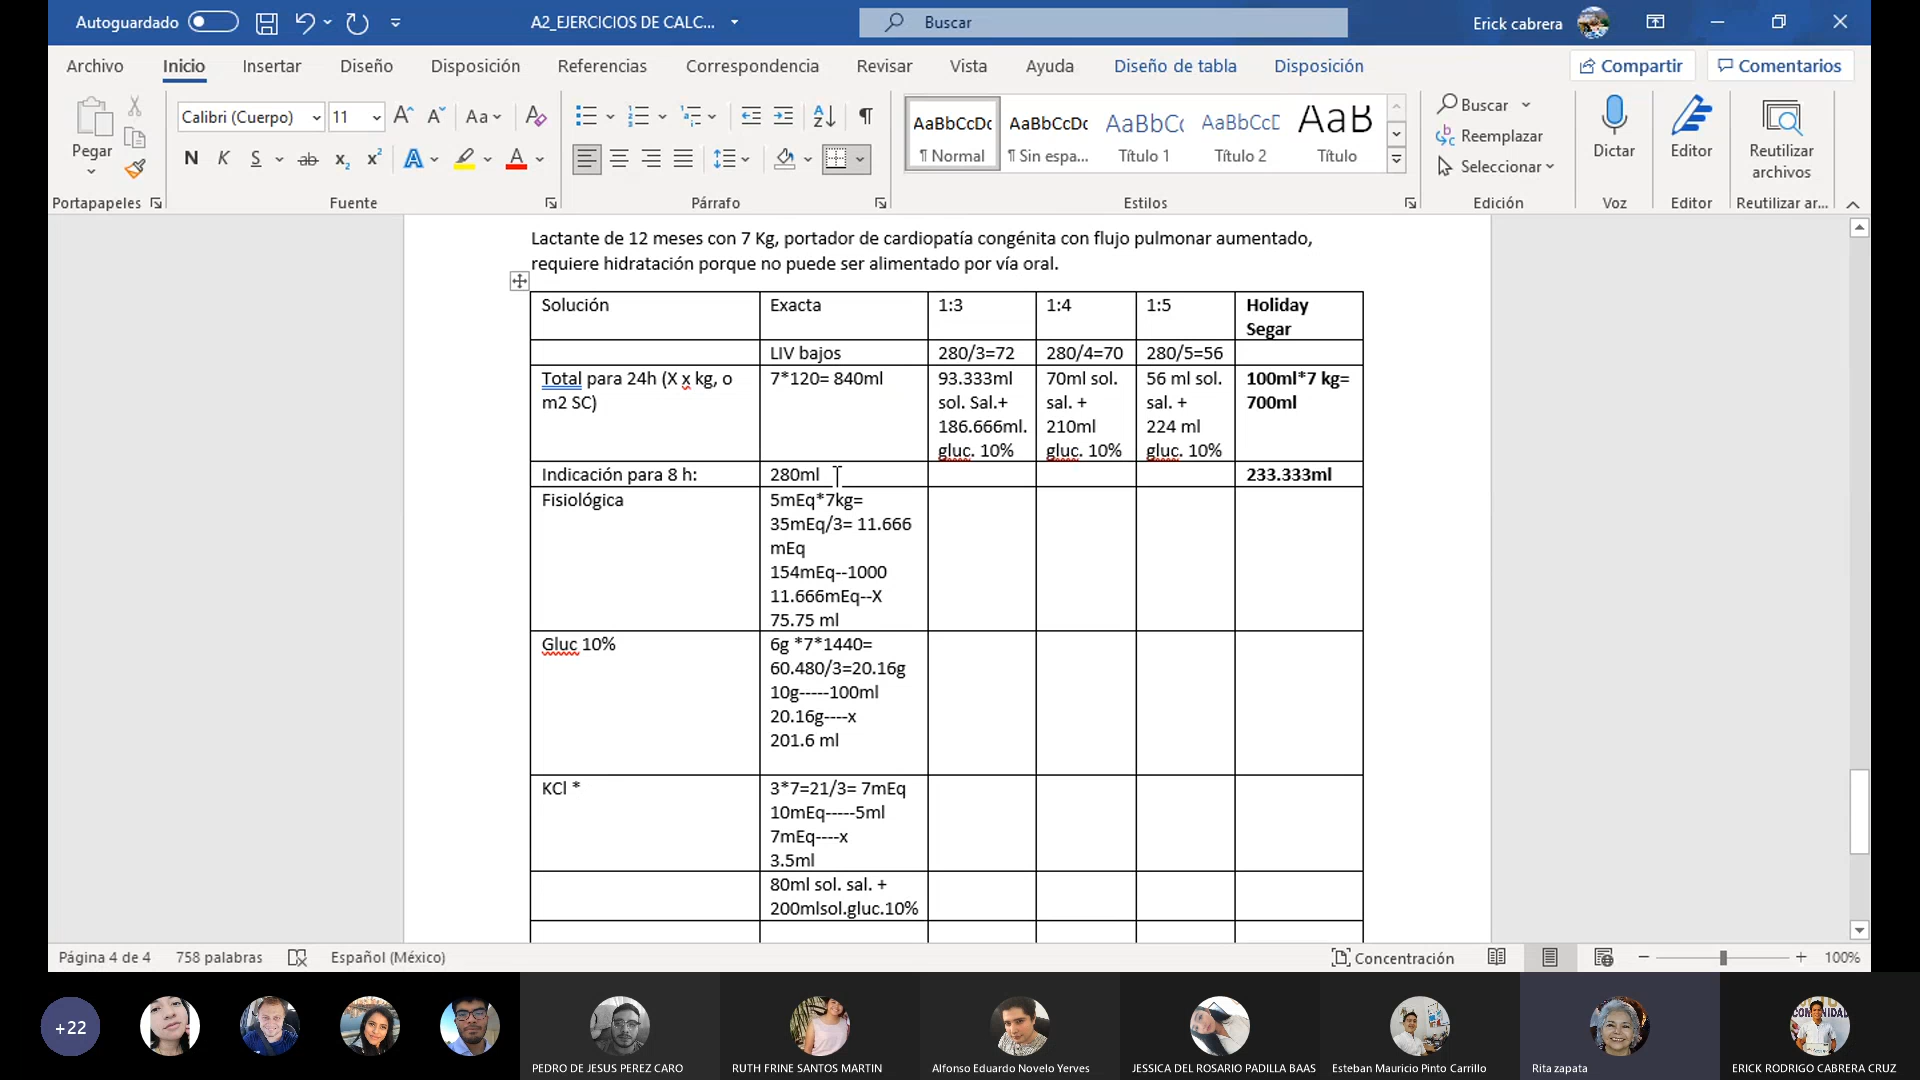 Autoguardado
A2_EJERCICIOS DE CALC...
Buscar
Erick cabrera
Archivo Inicio Insertar Diseño Disposición Referencias Correspondencia Revisar Vista Ayuda Diseño de tabla Disposición
Compartir
Comentarios
Pegar
Calibri (Cuerpo)
11
Aa
N K S ab x2 x2 A A
AaBbCcDc
¶ Normal
AaBbCcDc
¶ Sin espa...
AaBbC
Título 1
AaBbCcD
Título 2
AaB
Título
Buscar
Reemplazar
Seleccionar
Dictar
Editor
Reutilizar
archivos
Portapapeles
Fuente
Párrafo
Estilos
Edición
Voz
Editor
Reutilizar ar...
Lactante de 12 meses con 7 Kg, portador de cardiopatía congénita con flujo pulmonar aumentado,
requiere hidratación porque no puede ser alimentado por vía oral.
Solución
Exacta
1:3
1:4
1:5
Holiday
Segar
LIV bajos
280/3=72
280/4=70
280/5=56
Total para 24h (X x kg, o
m2 SC)
7*120= 840ml
93.333ml
sol. Sal.+
186.666ml.
gluc. 10%
70ml sol.
sal. +
210ml
gluc. 10%
56 ml sol.
sal. +
224 ml
gluc. 10%
100ml*7 kg=
700ml
Indicación para 8 h:
280ml
233.333ml
Fisiológica
5mEq*7kg=
35mEq/3= 11.666
mEq
154mEq--1000
11.666mEq--X
75.75 ml
Gluc 10%
6g *7*1440=
60.480/3=20.16g
10g-----100ml
20.16g----x
201.6 ml
KCl *
3*7=21/3= 7mEq
10mEq-----5ml
7mEq----x
3.5ml
80ml sol. sal. +
200mlsol.gluc.10%
Página 4 de 4
758 palabras
Español (México)
Concentración
100%
+22
PEDRO DE JESUS PEREZ CARO
RUTH FRINE SANTOS MARTIN
Alfonso Eduardo Novelo Yerves
JESSICA DEL ROSARIO PADILLA BAAS
Esteban Mauricio Pinto Carrillo
Rita zapata
ERICK RODRIGO CABRERA CRUZ